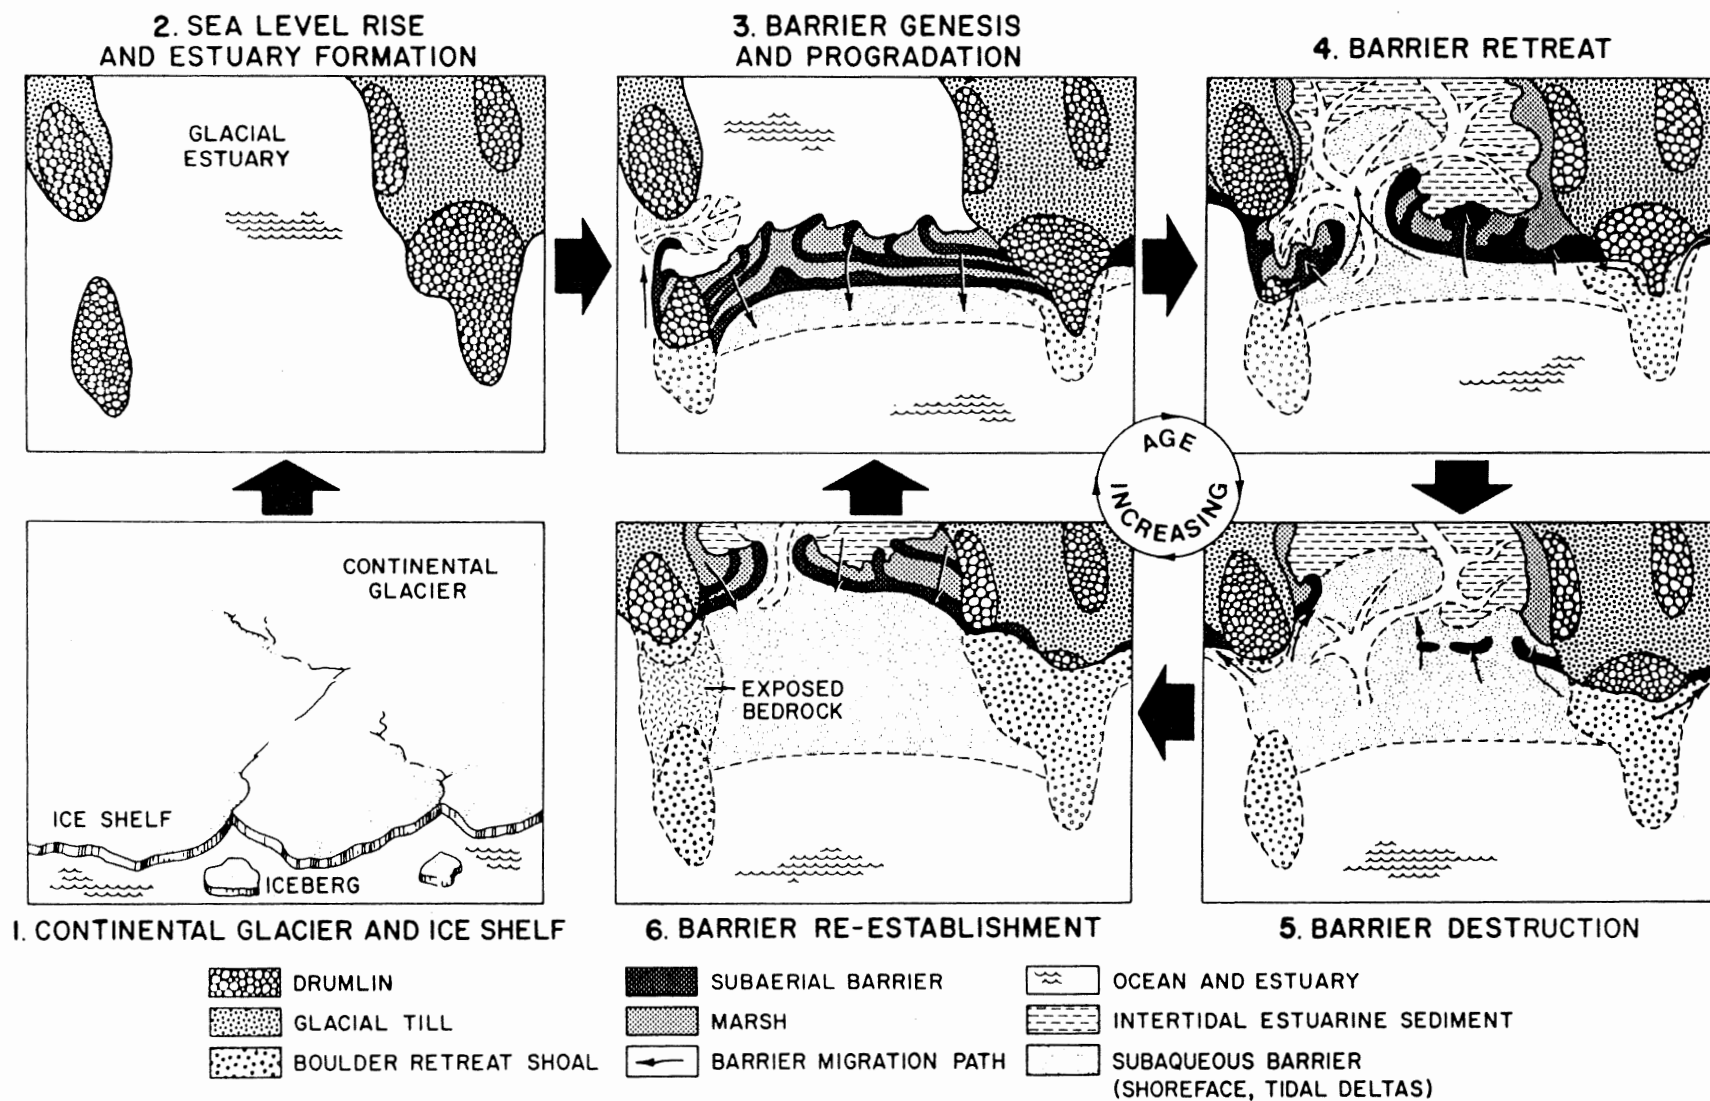 2. SEA LEVEL RISE
AND ESTUARY FORMATION
3. BARRIER GENESIS
AND PROGRADATION
4. BARRIER RETREAT
GLACIAL
ESTUARY
AGE
INCREASING
CONTINENTAL
GLACIER
ICE SHELF
ICEBERG
EXPOSED
BEDROCK
1. CONTINENTAL GLACIER AND ICE SHELF
6. BARRIER RE-ESTABLISHMENT
5. BARRIER DESTRUCTION
DRUMLIN
GLACIAL TILL
BOULDER RETREAT SHOAL
SUBAERIAL BARRIER
MARSH
BARRIER MIGRATION PATH
OCEAN AND ESTUARY
INTERTIDAL ESTUARINE SEDIMENT
SUBAQUEOUS BARRIER
(SHOREFACE, TIDAL DELTAS)